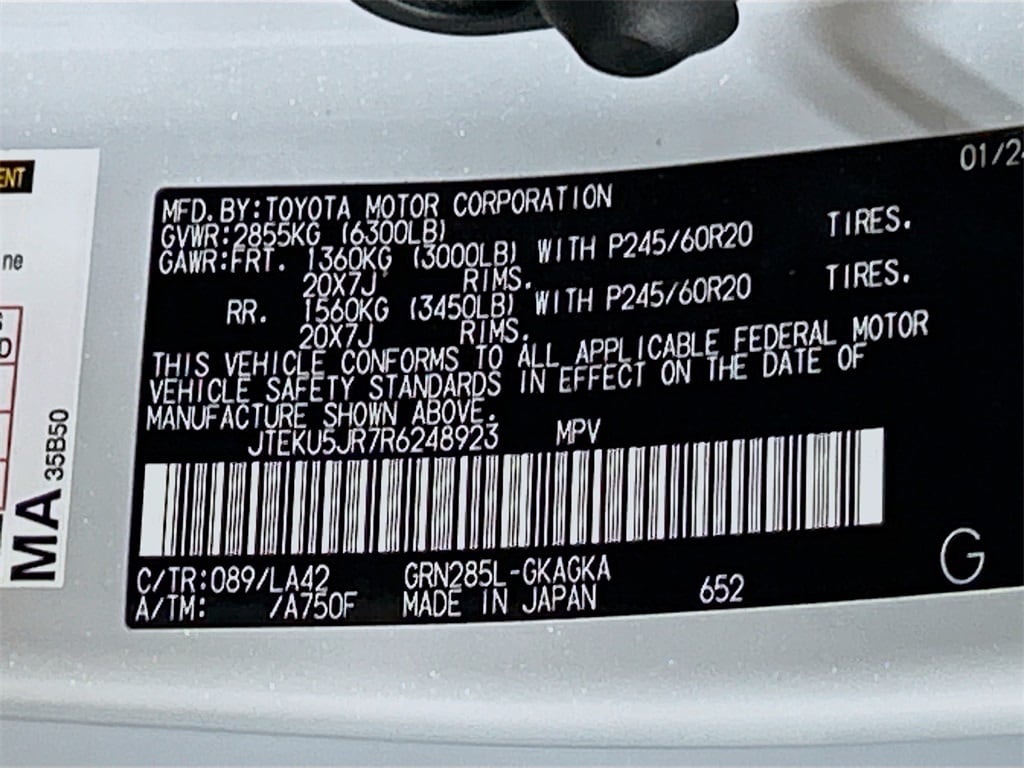 01/2
MFD.BY:TOYOTA MOTOR CORPORATION
GVWR:2855KG (6300LB)
GAWR:FRT. 1360KG (3000LB) WITH P245/60R20 TIRES.
20X7J RIMS.
RR. 1560KG (3450LB) WITH P245/60R20 TIRES.
20X7J RIMS.
THIS VEHICLE CONFORMS TO ALL APPLICABLE FEDERAL MOTOR
VEHICLE SAFETY STANDARDS IN EFFECT ON THE DATE OF
MANUFACTURE SHOWN ABOVE.
JTEKU5JR7R6248923 MPV
C/TR:089/LA42 GRN285L-GKAGKA
A/TM: /A750F MADE IN JAPAN 652
G
ENT
ne
MA 35B50